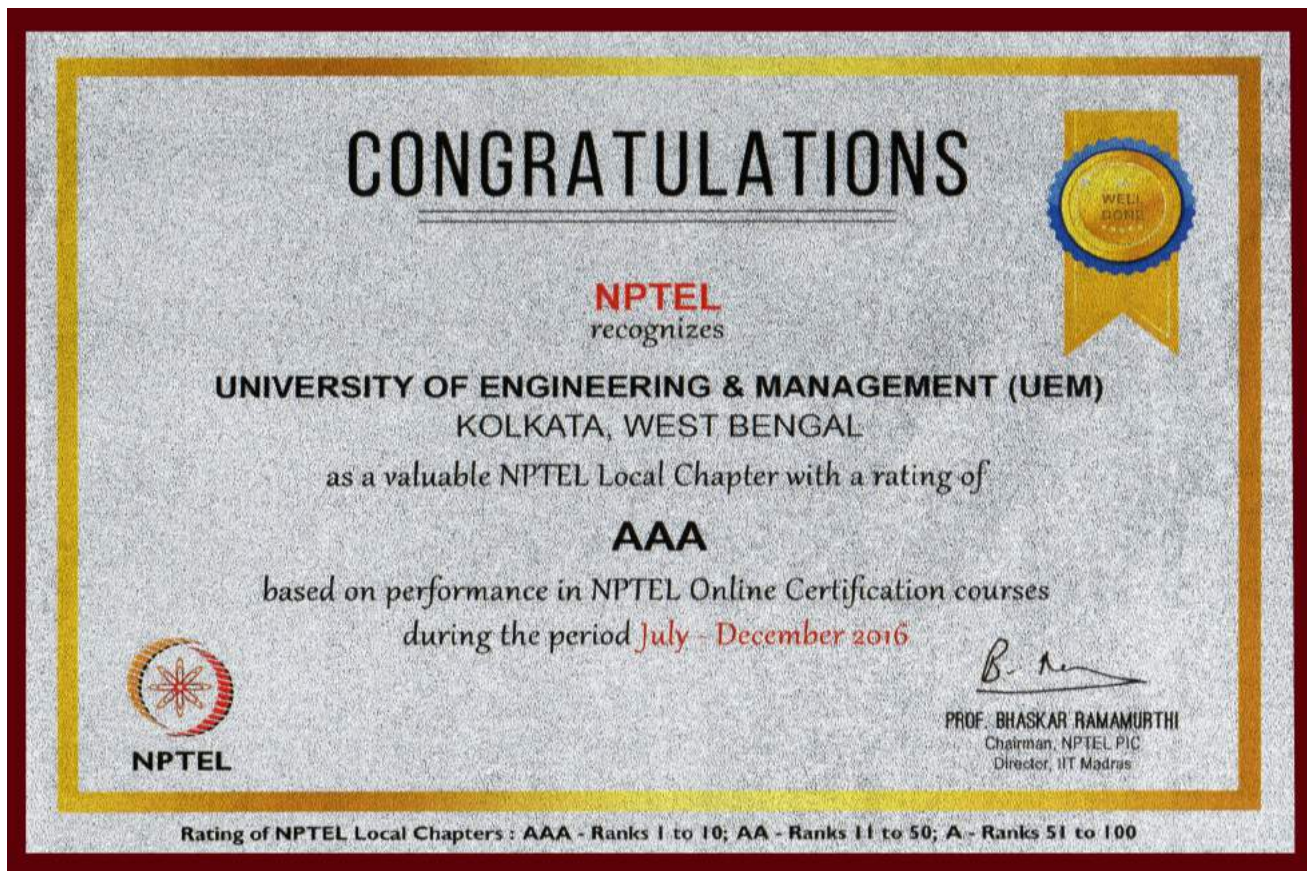 CONGRATULATIONS
WELL
DONE
NPTEL
recognizes
UNIVERSITY OF ENGINEERING & MANAGEMENT (UEM)
KOLKATA, WEST BENGAL
as a valuable NPTEL Local Chapter with a rating of
AAA
based on performance in NPTEL Online Certification courses
during the period July - December 2016
NPTEL
PROF. BHASKAR RAMAMURTHI
Chairman, NPTEL PIC
Director, IIT Madras
Rating of NPTEL Local Chapters : AAA - Ranks 1 to 10; AA - Ranks 11 to 50; A - Ranks 51 to 100